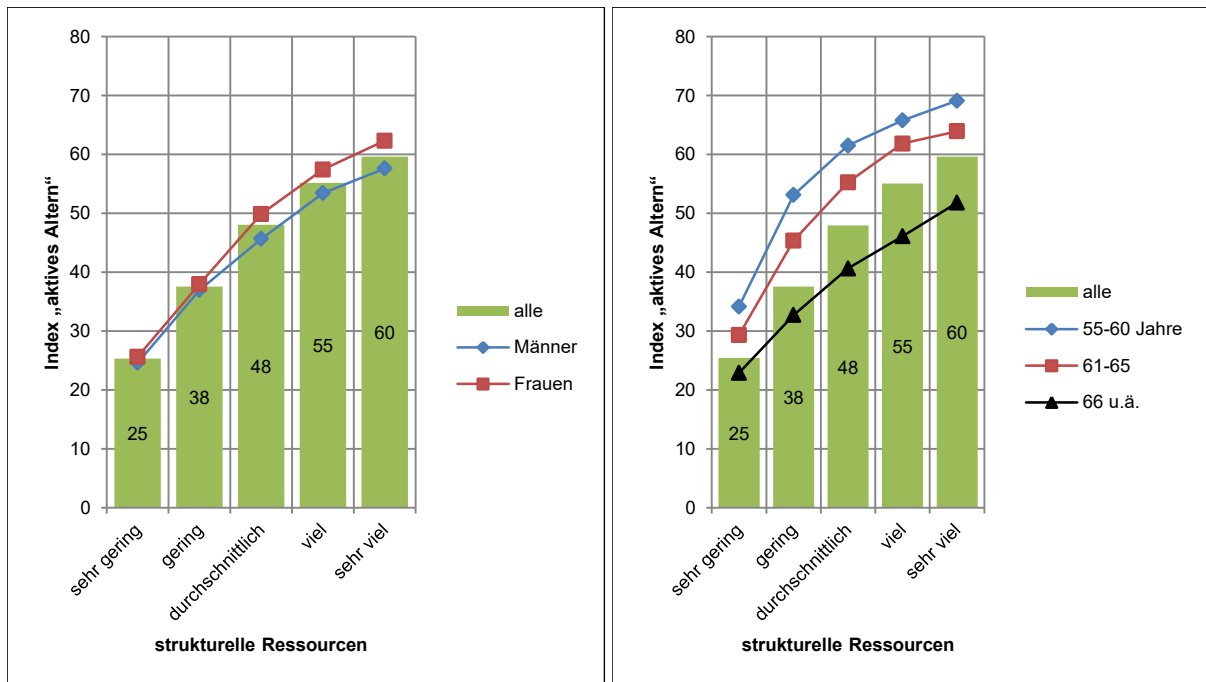 80
70
60
50
40
30
20
10
0
Index „aktives Altern“
25
38
48
55
60
sehr gering
gering
durchschnittlich
viel
sehr viel
strukturelle Ressourcen
alle
Männer
Frauen
80
70
60
50
40
30
20
10
0
Index „aktives Altern“
25
38
48
55
60
sehr gering
gering
durchschnittlich
viel
sehr viel
strukturelle Ressourcen
alle
55-60 Jahre
61-65
66 u.ä.